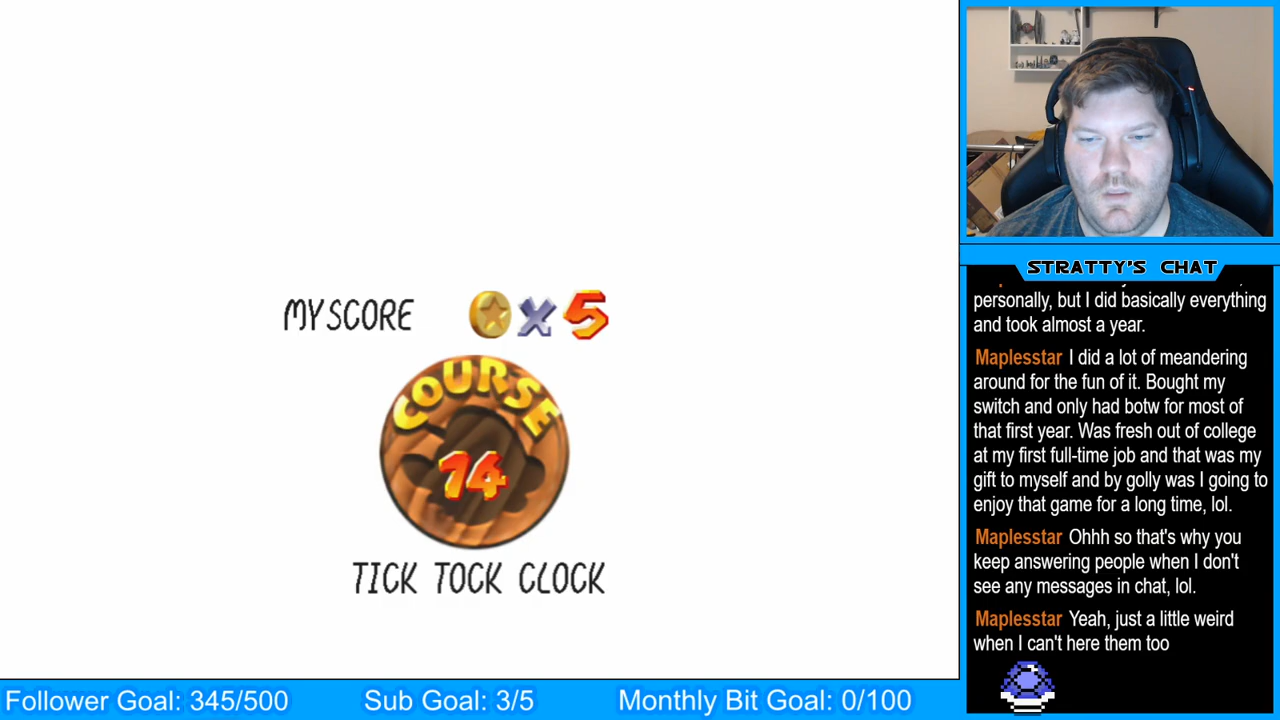 MY SCORE x 5
COURSE
14
TICK TOCK CLOCK
STRATTY'S CHAT
personally, but I did basically everything
and took almost a year.
Maplesstar I did a lot of meandering
around for the fun of it. Bought my
switch and only had botw for most of
that first year. Was fresh out of college
at my first full-time job and that was my
gift to myself and by golly was I going to
enjoy that game for a long time, lol.
Maplesstar Ohhh so that's why you
keep answering people when I don't
see any messages in chat, lol.
Maplesstar Yeah, just a little weird
when I can't here them too
Follower Goal: 345/500 Sub Goal: 3/5 Monthly Bit Goal: 0/100